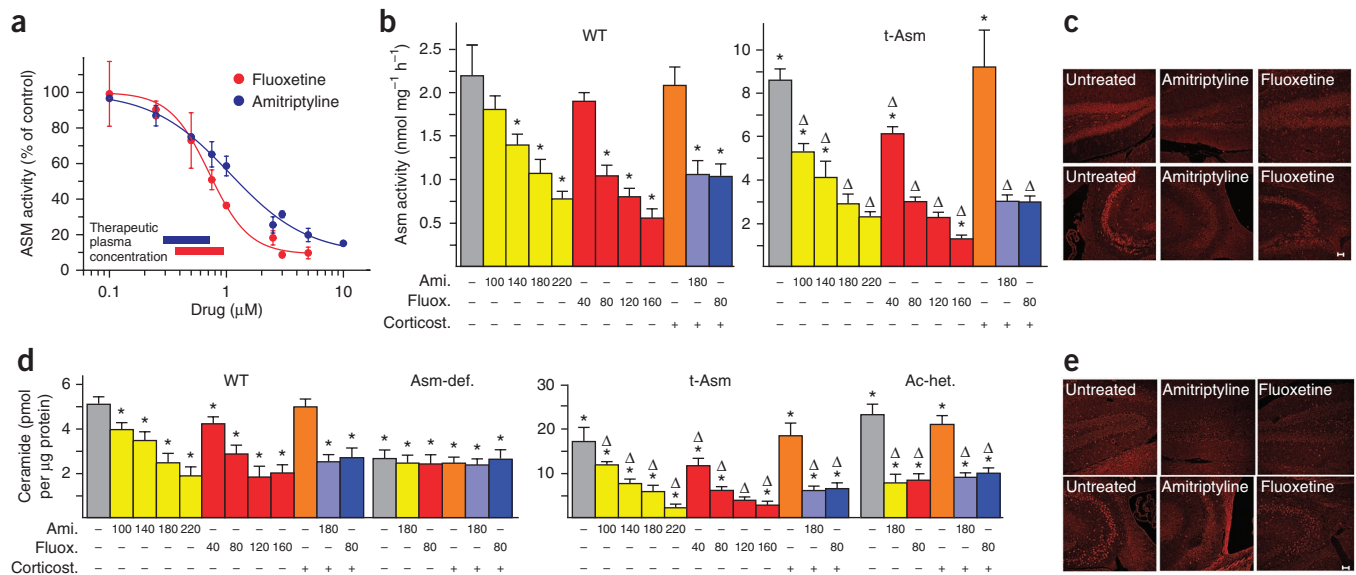 a
Fluoxetine
Amitriptyline
ASM activity (% of control)
100
80
60
40
20
0
Therapeutic
plasma
concentration
0.1 1 10
Drug (μM)
b
WT
Asm activity (nmol mg⁻¹ h⁻¹)
2.5
2.0
1.5
1.0
0.5
* * * * * * * *
t-Asm
10
8
6
4
2
* Δ * Δ * Δ Δ Δ * Δ Δ Δ * * Δ Δ
Ami. – 100 140 180 220 – – – – – 180 –
Fluox. – – – – – 40 80 120 160 – – 80
Corticost. – – – – – – – – – + + +
– 100 140 180 220 – – – – – 180 –
– – – – – 40 80 120 160 – – 80
– – – – – – – – – + + +
c
Untreated Amitriptyline Fluoxetine
Untreated Amitriptyline Fluoxetine
d
WT Asm-def.
Ceramide (pmol
per μg protein)
6
4
2
* * * * * * * * * * * * * * * *
t-Asm Ac-het.
30
20
10
* Δ * Δ * Δ * Δ * Δ * Δ * * Δ * * Δ * Δ * * Δ * Δ * * Δ * Δ *
Ami. – 100 140 180 220 – – – – – 180 – – 180 – – 180 –
Fluox. – – – – – 40 80 120 160 – – 80 – – 80 – – 80
Corticost. – – – – – – – – – + + + – – – + + +
– 100 140 180 220 – – – – – 180 – – 180 – – 180 –
– – – – – 40 80 120 160 – – 80 – – 80 – – 80
– – – – – – – – – + + + – – – + + +
e
Untreated Amitriptyline Fluoxetine
Untreated Amitriptyline Fluoxetine